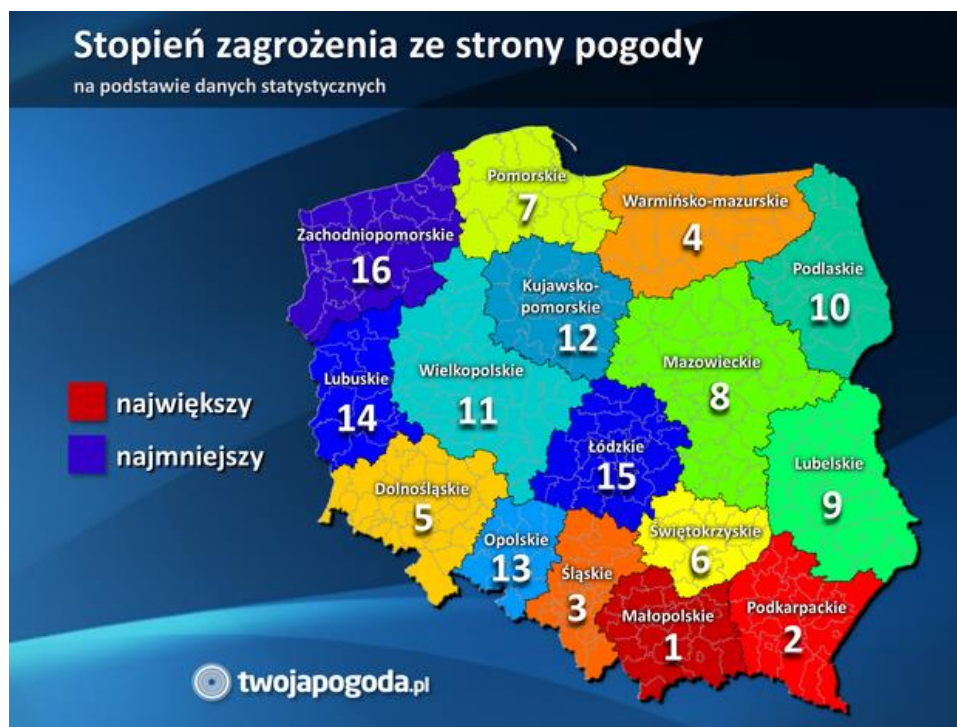 Stopień zagrożenia ze strony pogody
na podstawie danych statystycznych
Pomorskie
7
Warmińsko-mazurskie
4
Zachodniopomorskie
16
Podlaskie
10
Kujawsko-
pomorskie
12
Mazowieckie
8
Wielkopolskie
11
Lubuskie
14
największy
najmniejszy
Łódzkie
15
Lubelskie
9
Dolnośląskie
5
Opolskie
13
Śląskie
3
Świętokrzyskie
6
Małopolskie
1
Podkarpackie
2
twojapogoda.pl